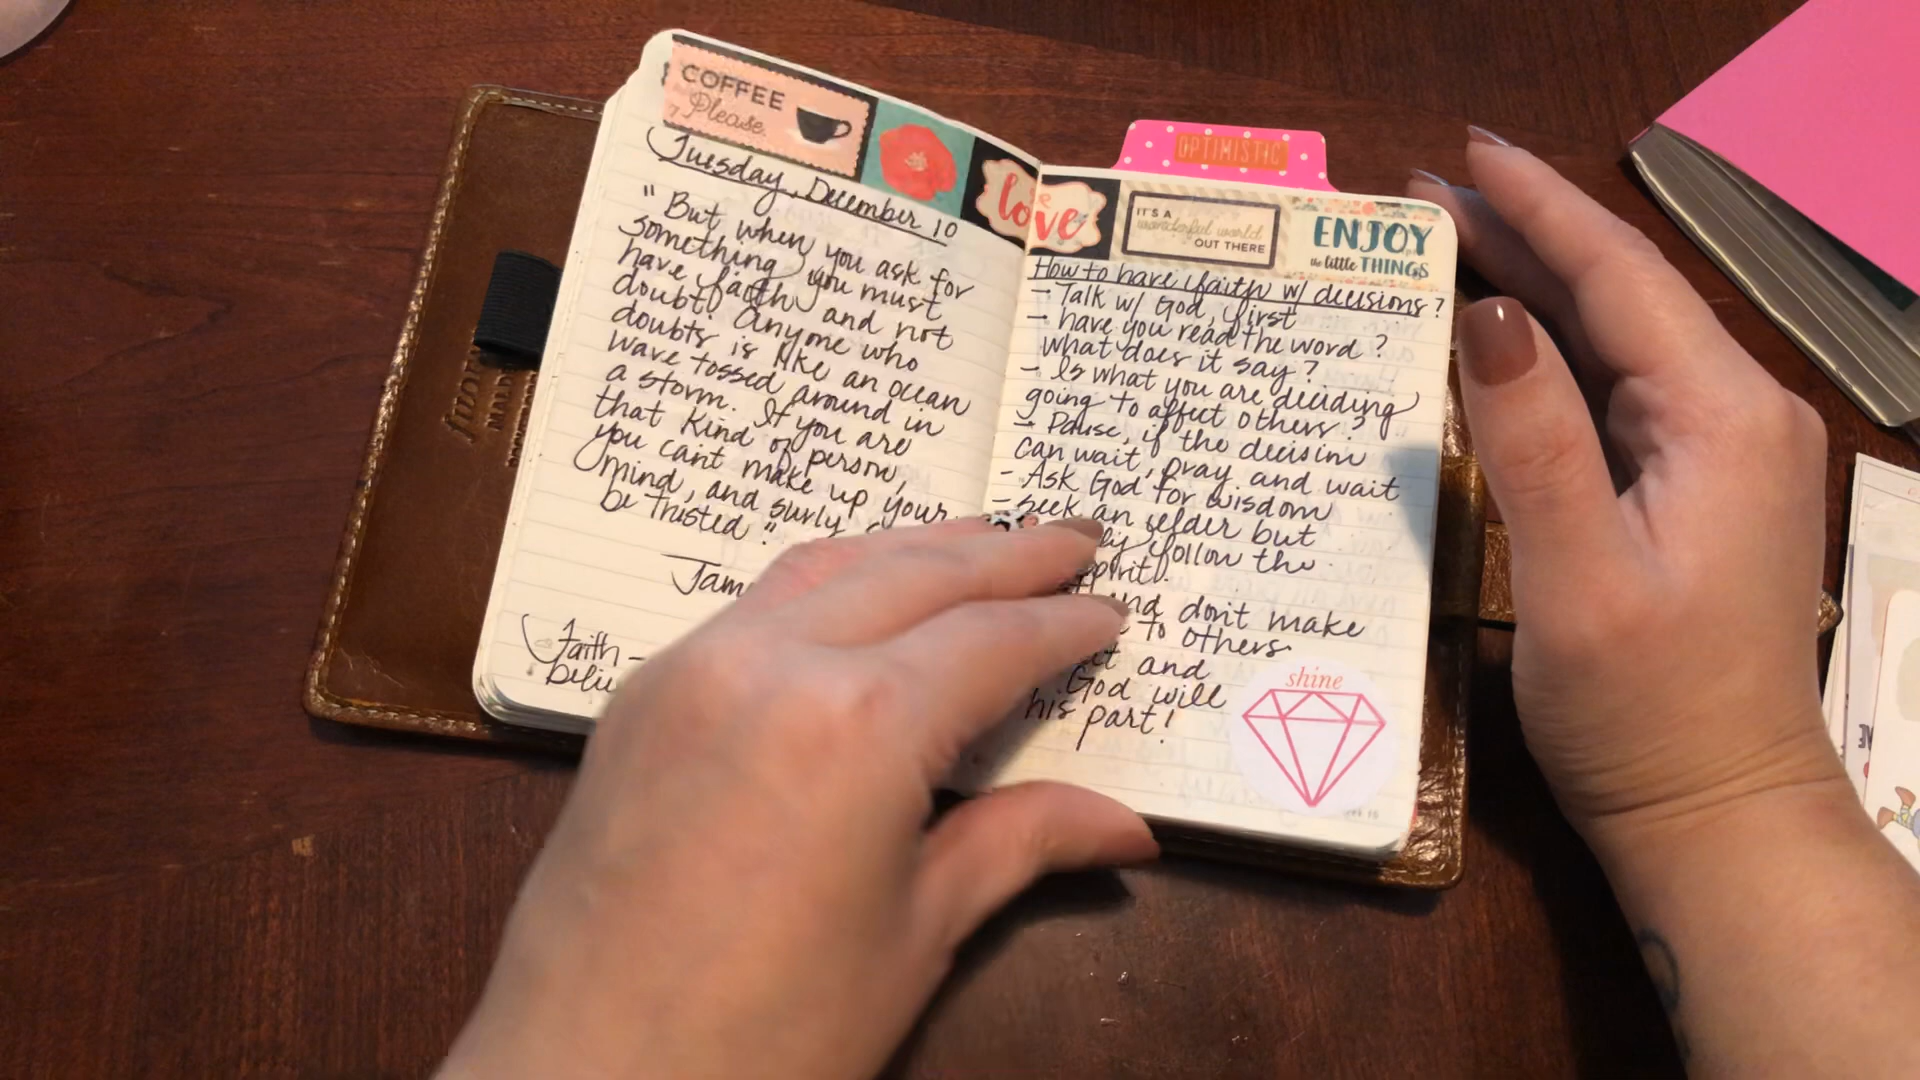 COFFEE
Please.
Tuesday, December 10
" But when you ask for
something you must
have faith and not
doubt! Anyone who
doubts is like an ocean
wave tossed around in
a storm. If you are
that kind of person,
you cant make up your
mind, and surly
be trusted "
Faith -
OPTIMISTIC
love
IT'S A
wonderful world
OUT THERE
ENJOY
the little THINGS
How to have faith w/ decisions?
- Talk w/ God, first
- have you read the word?
what does it say?
- Is what you are deciding
going to affect others?
- Pause, if the decision
can wait, pray and wait
- Ask God for wisdom
- seek an elder but
follow the
don't make
to others
and
God will
his part!
shine
MAD